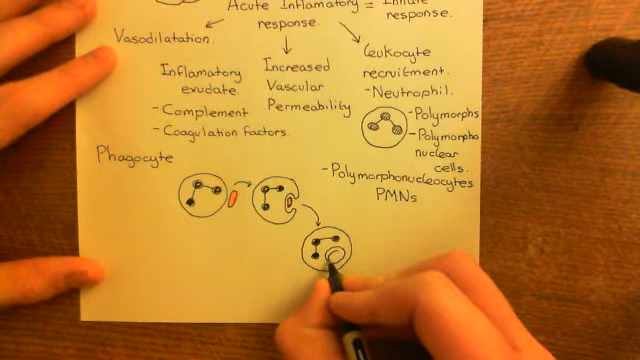 Acute Inflamatory = Innate
response. response.
Vasodilatation.
Inflamatory
exudate.
- Complement
- Coagulation Factors.
Increased
Vascular
Permeability
Leukocyte
recruitment.
- Neutrophil.
- Polymorphs
- Polymorpho
nuclear
cells.
- Polymorphonucleocytes
PMNs
Phagocyte